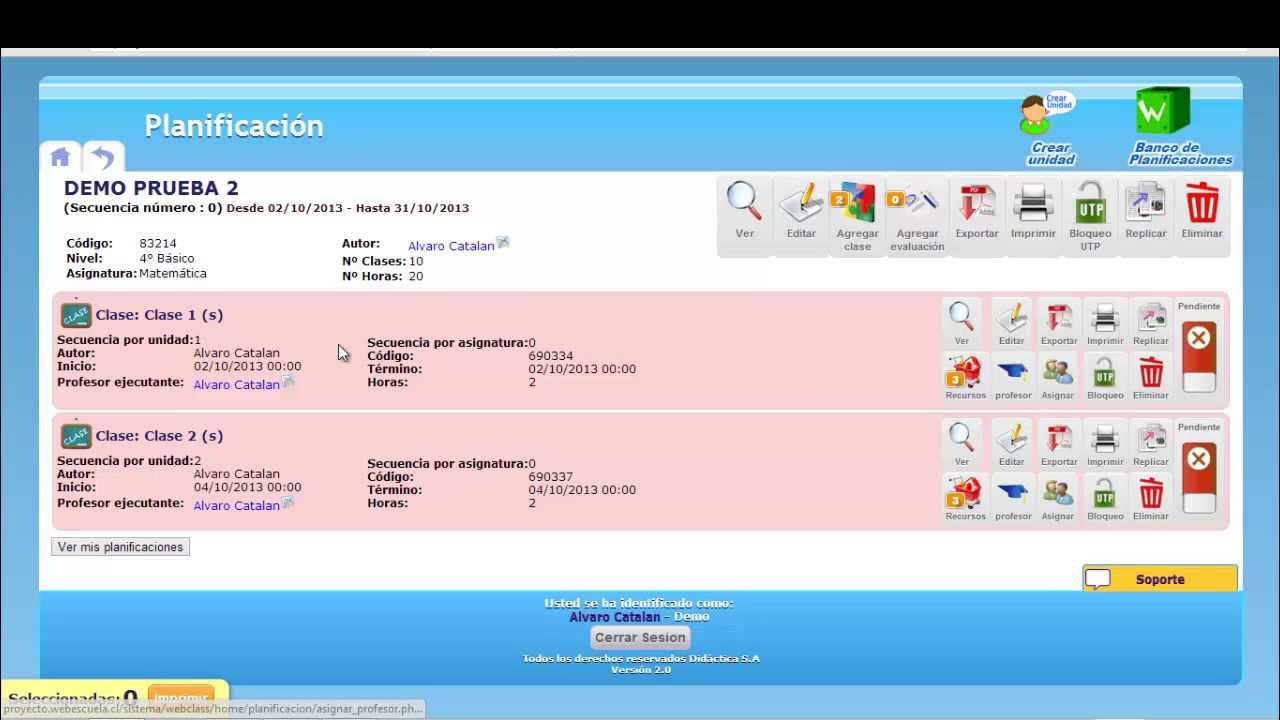 Planificación
Crear Unidad
Crear unidad
W
Banco de Planificaciones
DEMO PRUEBA 2
(Secuencia número : 0) Desde 02/10/2013 - Hasta 31/10/2013
Código: 83214
Nivel: 4° Básico
Asignatura: Matemática
Autor: Alvaro Catalan
Nº Clases: 10
Nº Horas: 20
Ver
Editar
2
Agregar clase
0
Agregar evaluación
PDF
Exportar
Imprimir
UTP
Bloqueo UTP
Replicar
Eliminar
CLASE
Clase: Clase 1 (s)
Secuencia por unidad:1
Autor: Alvaro Catalan
Inicio: 02/10/2013 00:00
Profesor ejecutante: Alvaro Catalan
Secuencia por asignatura:0
Código: 690334
Término: 02/10/2013 00:00
Horas: 2
Ver
Editar
Exportar
Imprimir
Replicar
Pendiente
3
Recursos
profesor
Asignar
UTP
Bloqueo
Eliminar
CLASE
Clase: Clase 2 (s)
Secuencia por unidad:2
Autor: Alvaro Catalan
Inicio: 04/10/2013 00:00
Profesor ejecutante: Alvaro Catalan
Secuencia por asignatura:0
Código: 690337
Término: 04/10/2013 00:00
Horas: 2
Ver
Editar
Exportar
Imprimir
Replicar
Pendiente
3
Recursos
profesor
Asignar
UTP
Bloqueo
Eliminar
Ver mis planificaciones
Soporte
Usted se ha identificado como:
Alvaro Catalan - Demo
Cerrar Sesion
Todos los derechos reservados Didáctica S.A
Versión 2.0
Seleccionadas: 0
Imprimir
proyecto.webescuela.cl/sistema/webclass/home/planificacion/asignar_profesor.ph...